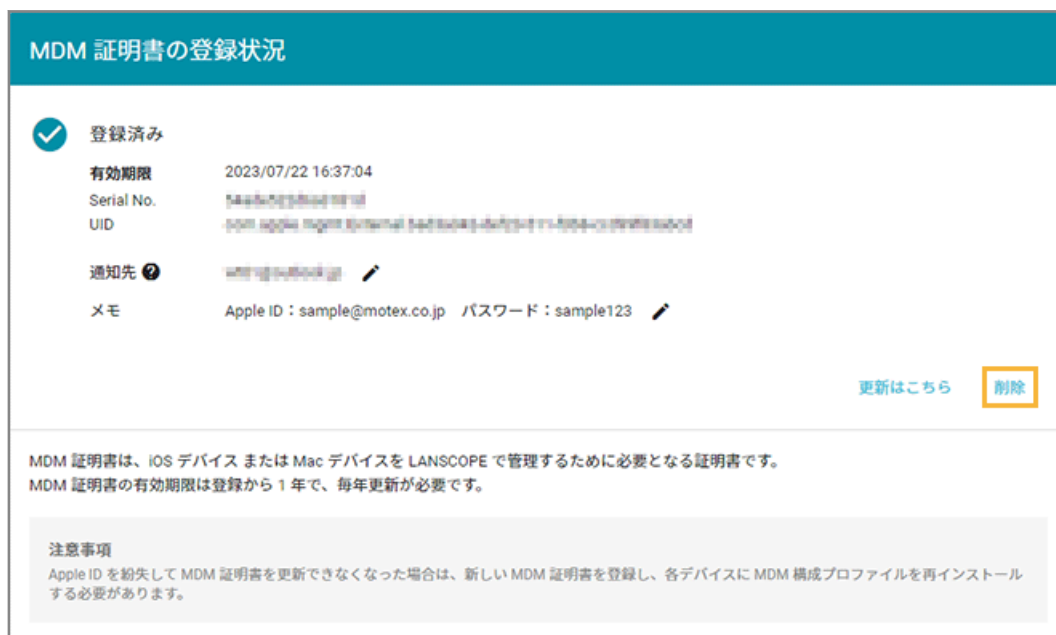 MDM 証明書の登録状況
登録済み
有効期限 2023/07/22 16:37:04
Serial No.
UID
通知先 ?
メモ Apple ID：sample@motex.co.jp パスワード：sample123
更新はこちら 削除
MDM 証明書は、iOS デバイス または Mac デバイスを LANSCOPE で管理するために必要となる証明書です。
MDM 証明書の有効期限は登録から 1 年で、毎年更新が必要です。
注意事項
Apple ID を紛失して MDM 証明書を更新できなくなった場合は、新しい MDM 証明書を登録し、各デバイスに MDM 構成プロファイルを再インストール
する必要があります。